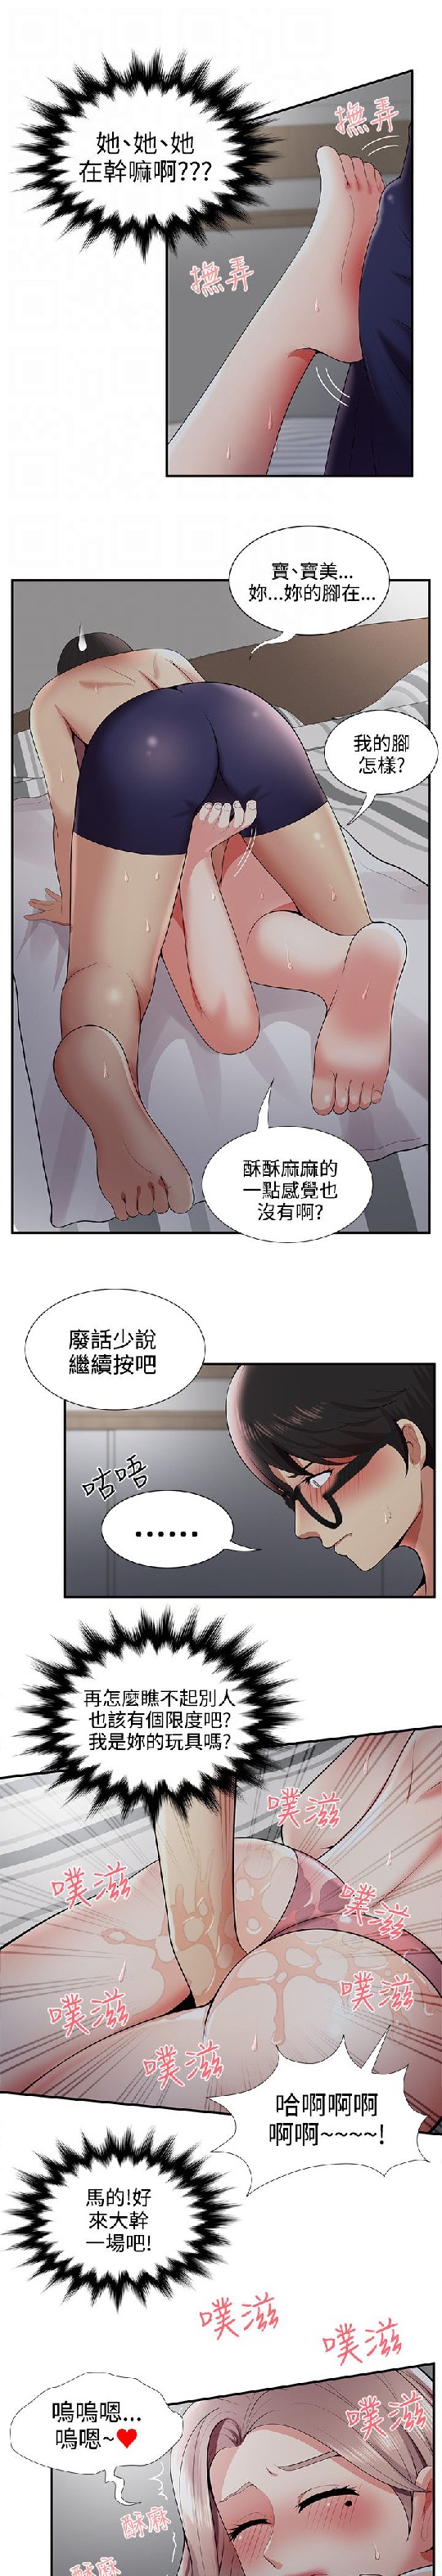 她、她、她
在幹嘛啊???
撫弄
撫弄
寶、寶美...
妳...妳的腳在...
我的腳
怎樣?
酥酥麻麻的
一點感覺也
沒有啊?
廢話少說
繼續按吧
咕唔
......
再怎麼瞧不起別人
也該有個限度吧?
我是妳的玩具嗎?
噗滋
噗滋
噗滋
噗滋
噗滋
噗滋
哈啊啊啊
啊啊~~~~!
馬的!好
來大幹
一場吧!
噗滋
噗滋
噗滋
嗚嗚嗯...
嗚嗯~♥
酥麻
酥麻